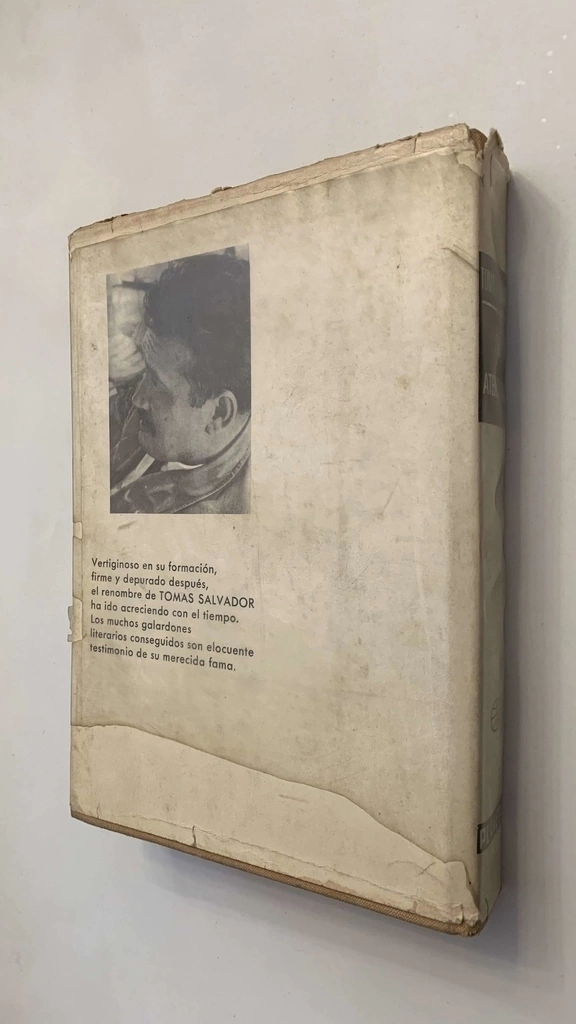 Vertiginoso en su formación,
firme y depurado después,
el renombre de TOMAS SALVADOR
ha ido acreciendo con el tiempo.
Los muchos galardones
literarios conseguidos son elocuente
testimonio de su merecida fama.